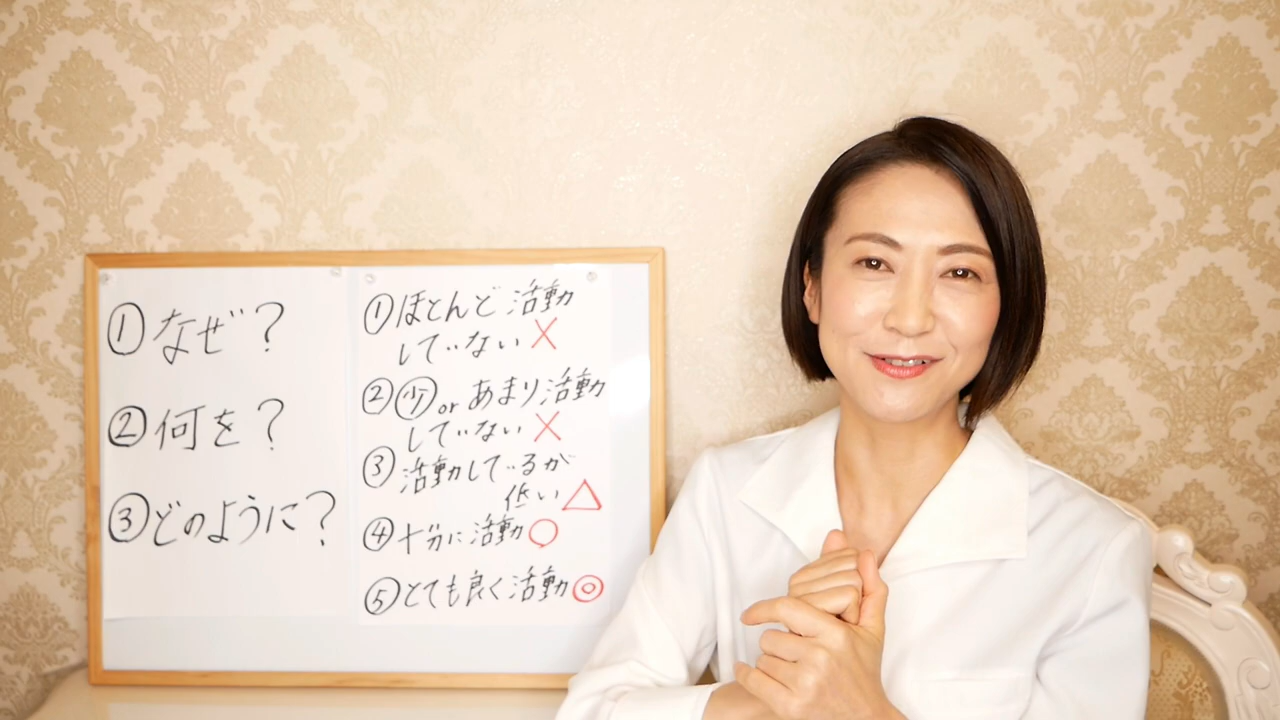 ①なぜ?
②何を?
③どのように?
①ほとんど活動
していない×
②少orあまり活動
していない×
③活動しているが
低い△
④十分に活動○
⑤とても良く活動◎